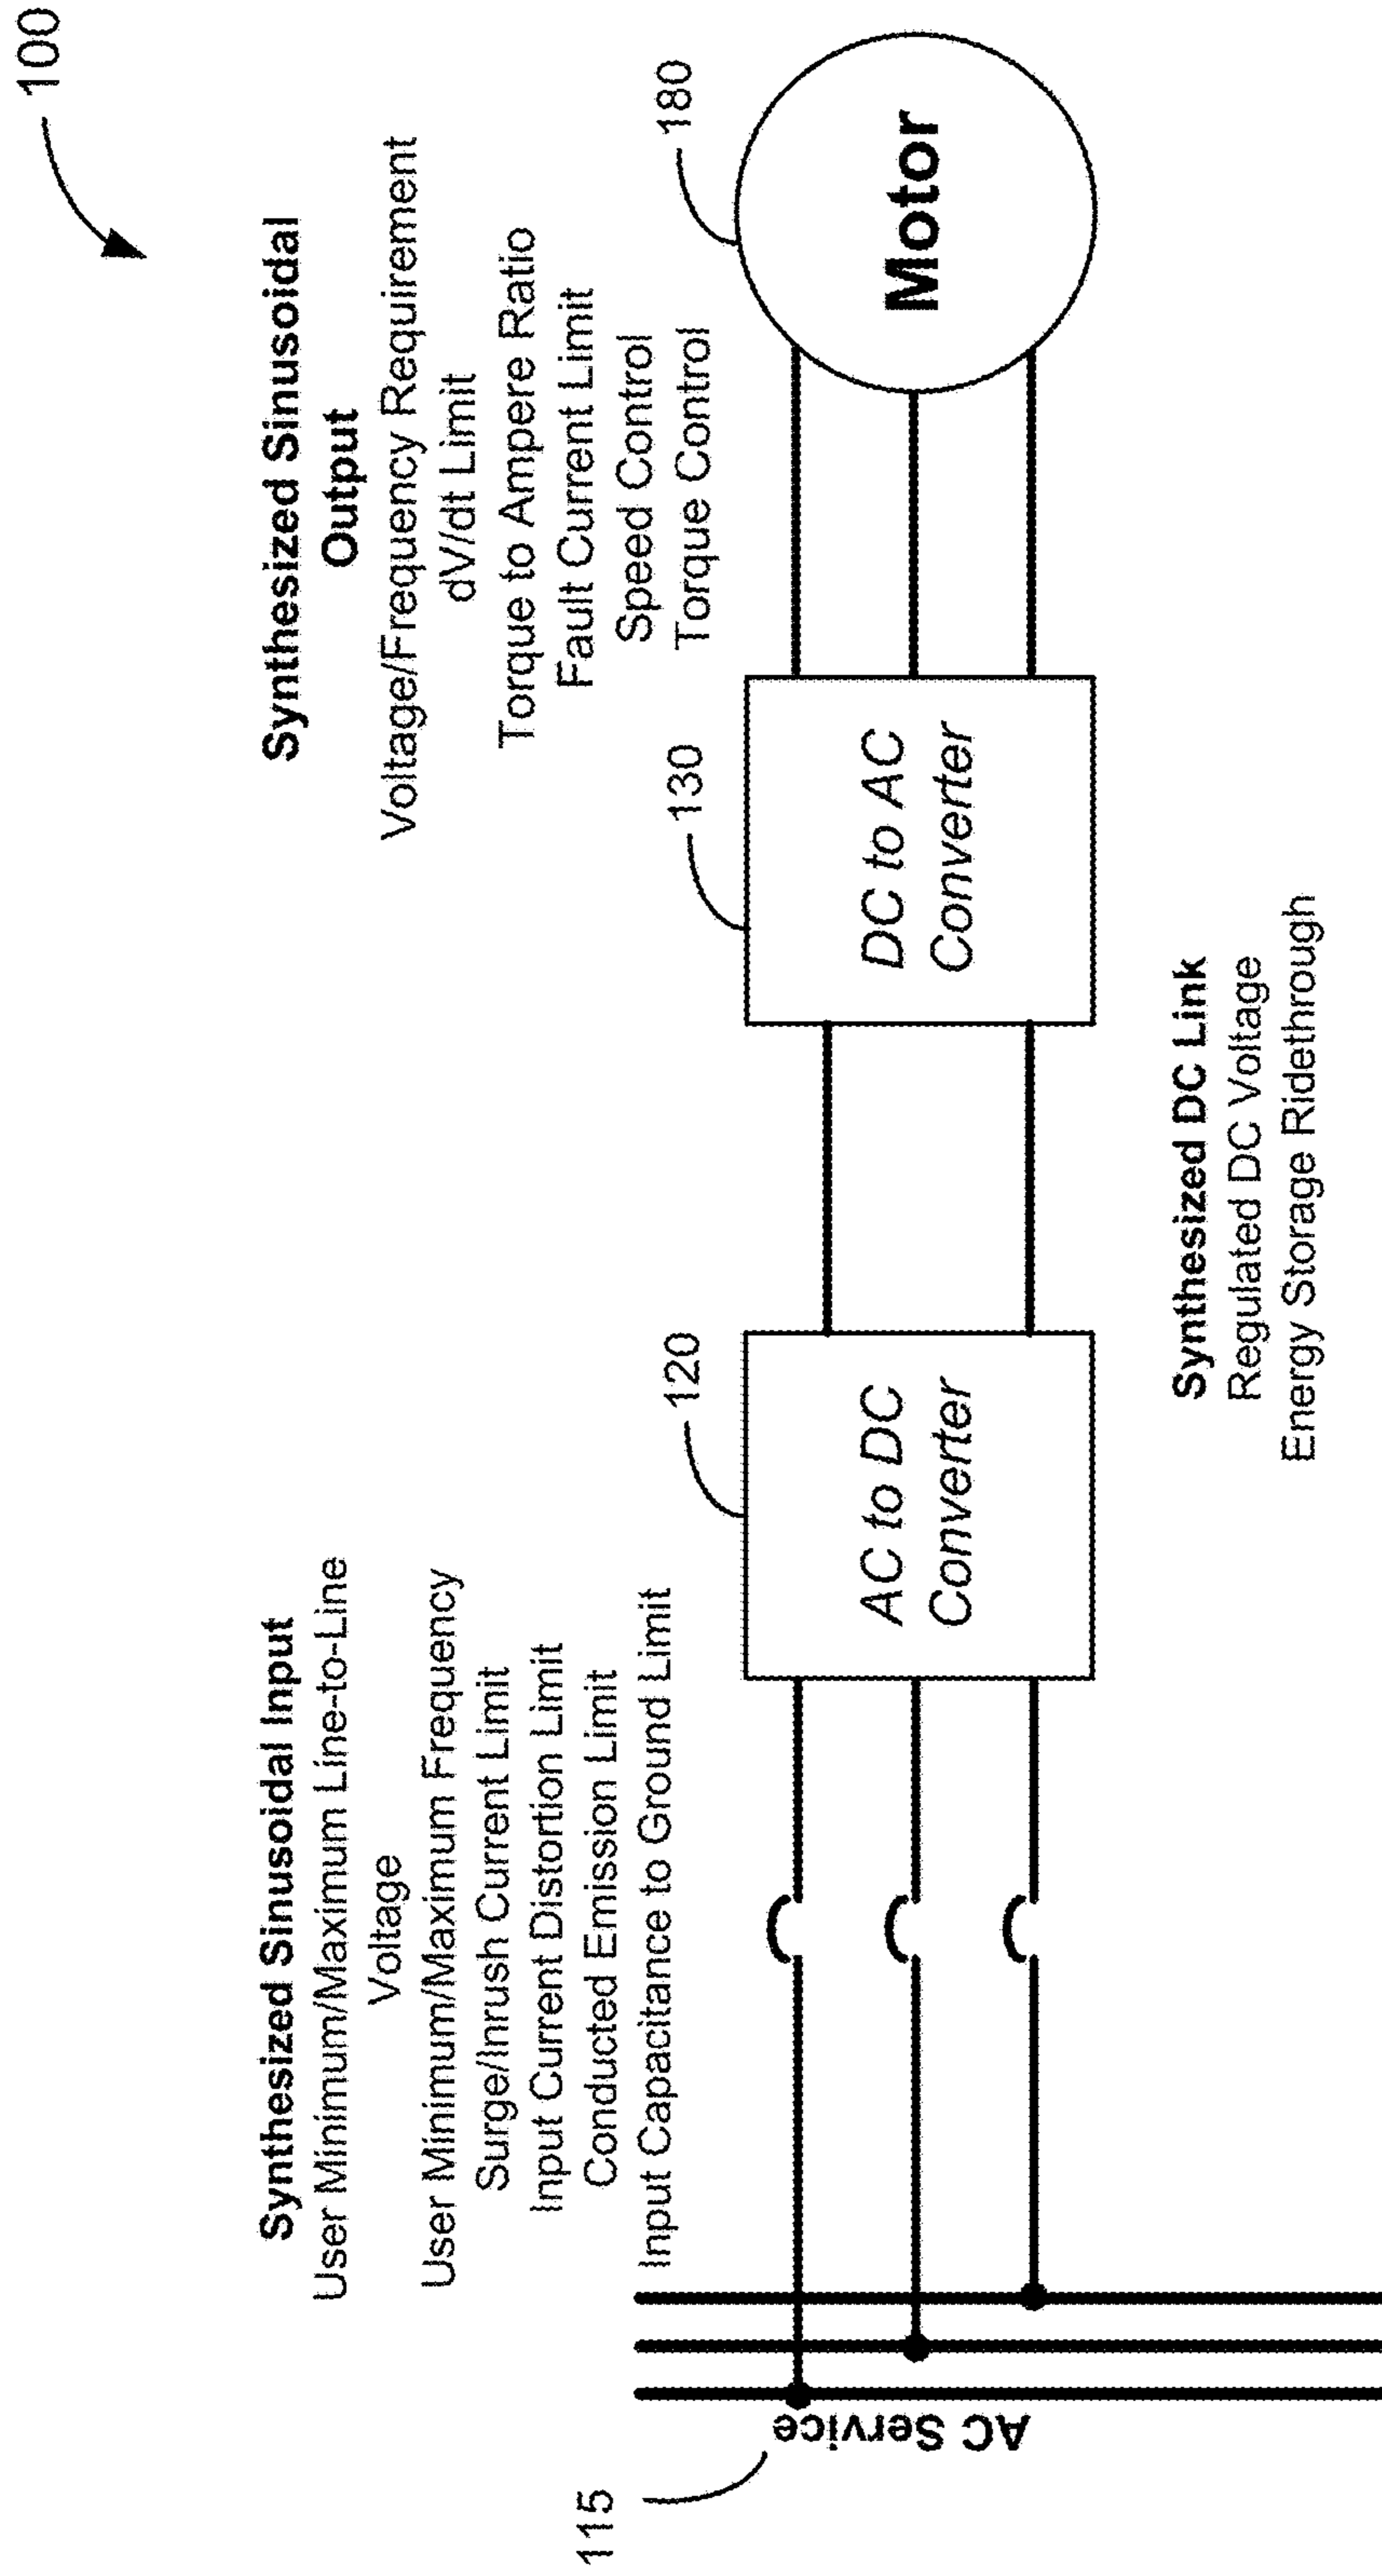 100
Synthesized Sinusoidal Input
User Minimum/Maximum Line-to-Line
Voltage
User Minimum/Maximum Frequency
Surge/Inrush Current Limit
Input Current Distortion Limit
Conducted Emission Limit
Input Capacitance to Ground Limit
Synthesized Sinusoidal
Output
Voltage/Frequency Requirement
dV/dt Limit
Torque to Ampere Ratio
Fault Current Limit
Speed Control
Torque Control
115
AC Service
120
AC to DC
Converter
130
DC to AC
Converter
180
Motor
Synthesized DC Link
Regulated DC Voltage
Energy Storage Ridethrough